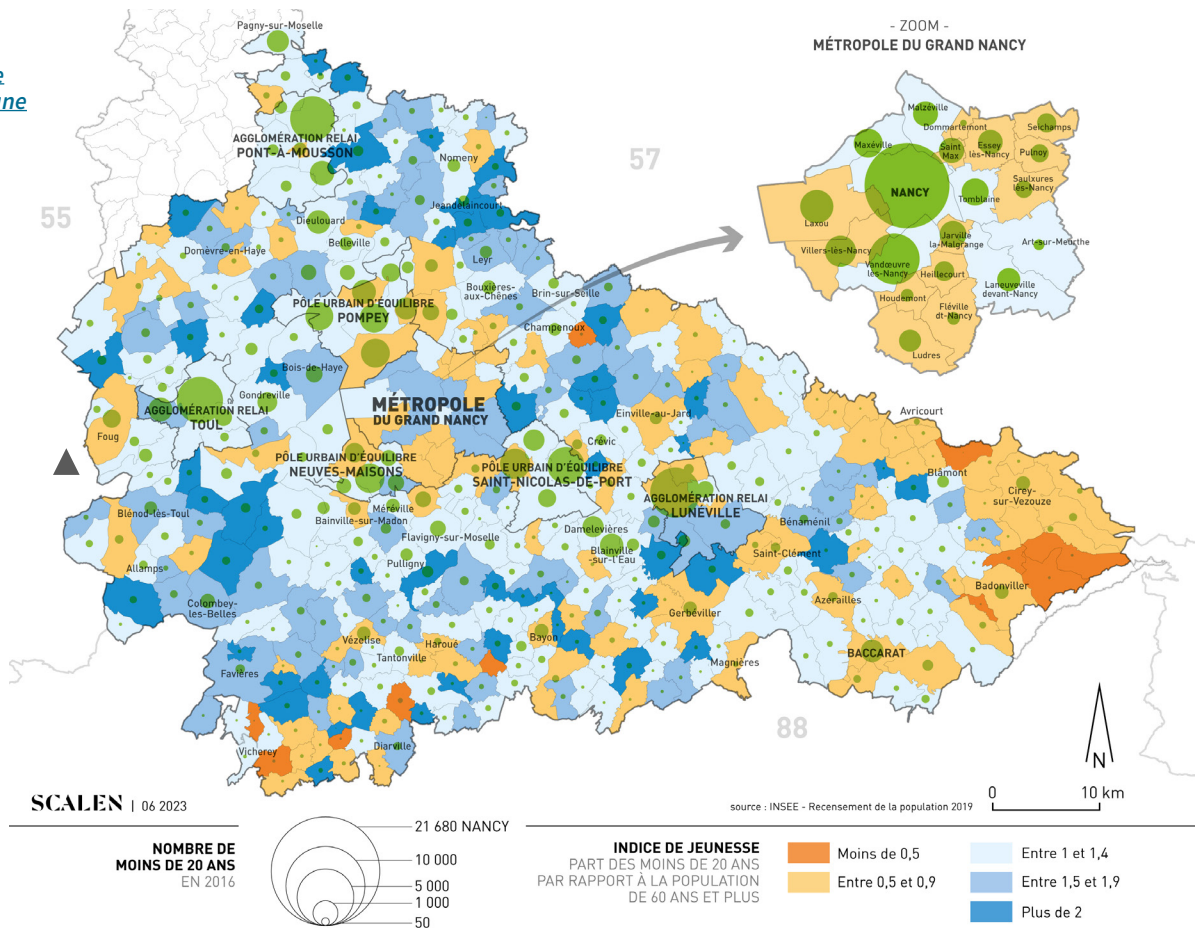 Pagny-sur-Moselle
- ZOOM -
MÉTROPOLE DU GRAND NANCY
e
une
AGGLOMÉRATION RELAI
PONT-À-MOUSSON
Nomeny
57
55
Jeandelaincourt
Dieulouard
Belleville
Domèvre-en-Haye
Leyr
Bouxières-
aux-Chênes
Brin-sur-Seille
PÔLE URBAIN D'ÉQUILIBRE
POMPEY
Champenoux
Bois-de-Haye
Gondreville
AGGLOMÉRATION RELAI
TOUL
Foug
MÉTROPOLE
DU GRAND NANCY
Einville-au-Jard
Crévic
PÔLE URBAIN D'ÉQUILIBRE
NEUVES-MAISONS
PÔLE URBAIN D'ÉQUILIBRE
SAINT-NICOLAS-DE-PORT
AGGLOMÉRATION RELAI
LUNÉVILLE
Avricourt
Blâmont
Cirey-
sur-Vezouze
Méréville
Bainville-sur-Madon
Blénod-lès-Toul
Flavigny-sur-Moselle
Damelevières
Blainville
-sur-l'Eau
Bénaménil
Saint-Clément
Allamps
Pulligny
Badonviller
Colombey-
les-Belles
Gerbéviller
Azerailles
Vézelise
Haroué
Bayon
Tantonville
Favières
Magnières
BACCARAT
Vicherey
Diarville
88
Malzéville
Dommartemont
Seichamps
Maxéville
Saint
Max
Essey
lès-Nancy
Pulnoy
NANCY
Saulxures
lès-Nancy
Tomblaine
Laxou
Jarville
la-Malgrange
Art-sur-Meurthe
Villers-lès-Nancy
Vandœuvre
lès-Nancy
Heillecourt
Laneuveville
devant-Nancy
Houdemont
Fléville
dt-Nancy
Ludres
N
0 10 km
SCALEN | 06 2023
source : INSEE - Recensement de la population 2019
NOMBRE DE
MOINS DE 20 ANS
EN 2016
21 680 NANCY
10 000
5 000
1 000
50
INDICE DE JEUNESSE
PART DES MOINS DE 20 ANS
PAR RAPPORT À LA POPULATION
DE 60 ANS ET PLUS
Moins de 0,5
Entre 0,5 et 0,9
Entre 1 et 1,4
Entre 1,5 et 1,9
Plus de 2